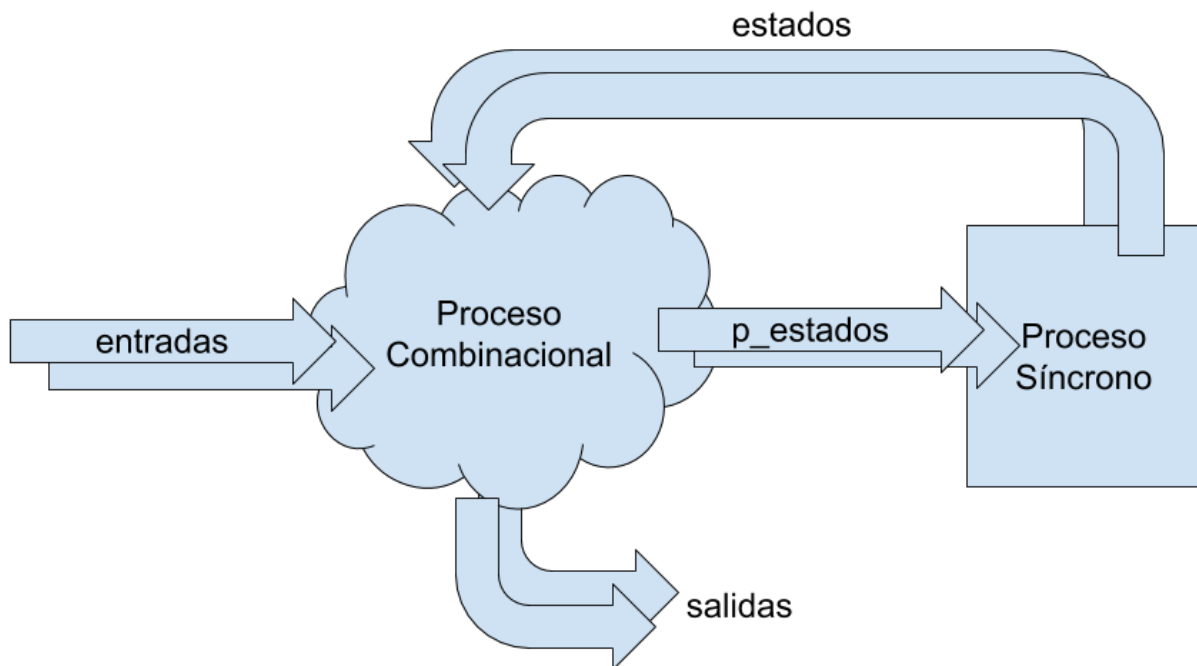 estados
entradas
Proceso
Combinacional
p_estados
Proceso
Síncrono
salidas